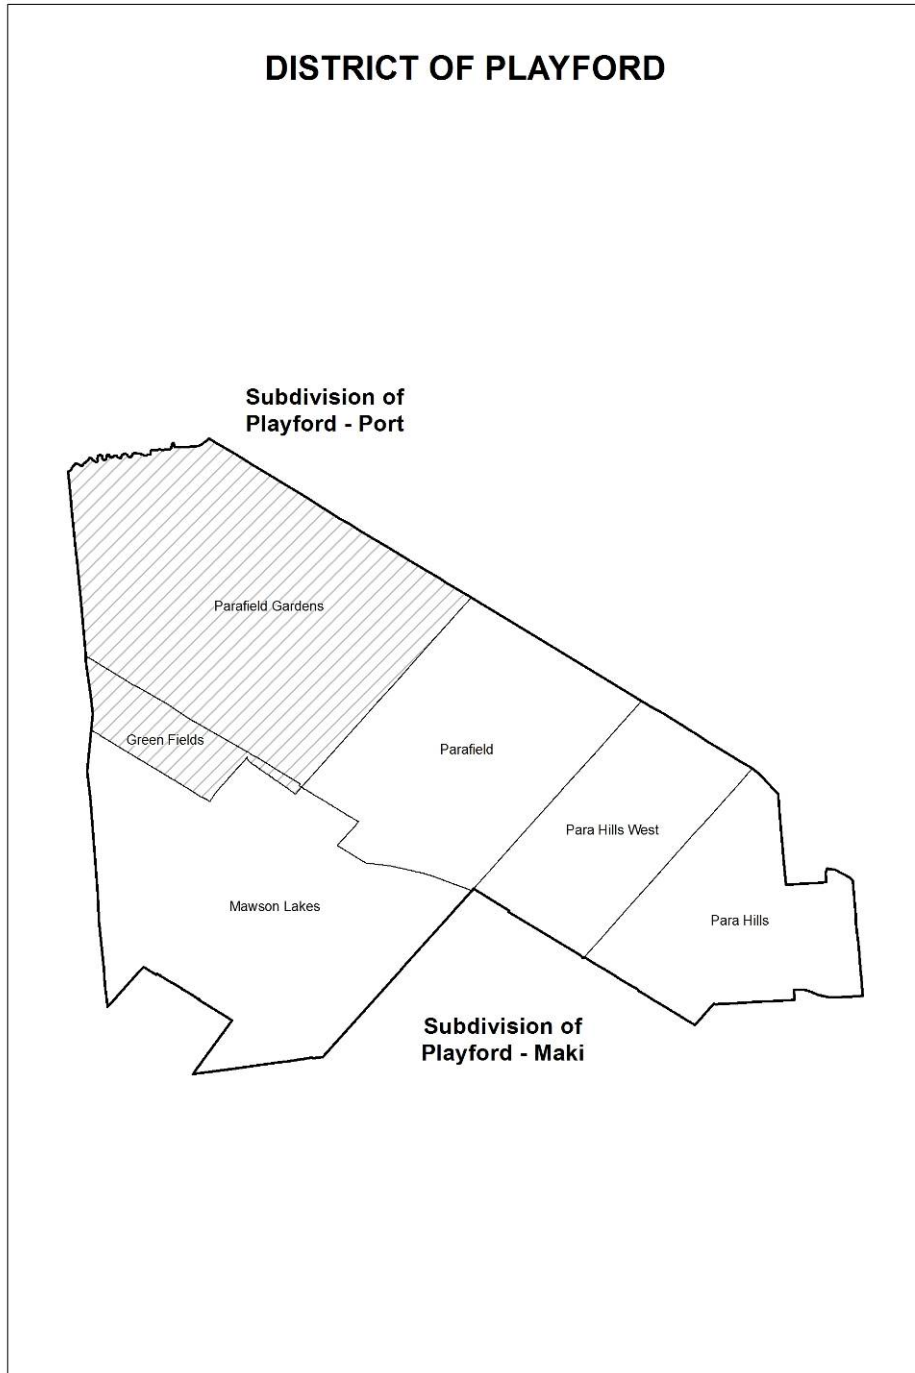 DISTRICT OF PLAYFORD
Subdivision of
Playford - Port
Parafield Gardens
Green Fields
Parafield
Para Hills West
Mawson Lakes
Para Hills
Subdivision of
Playford - Maki